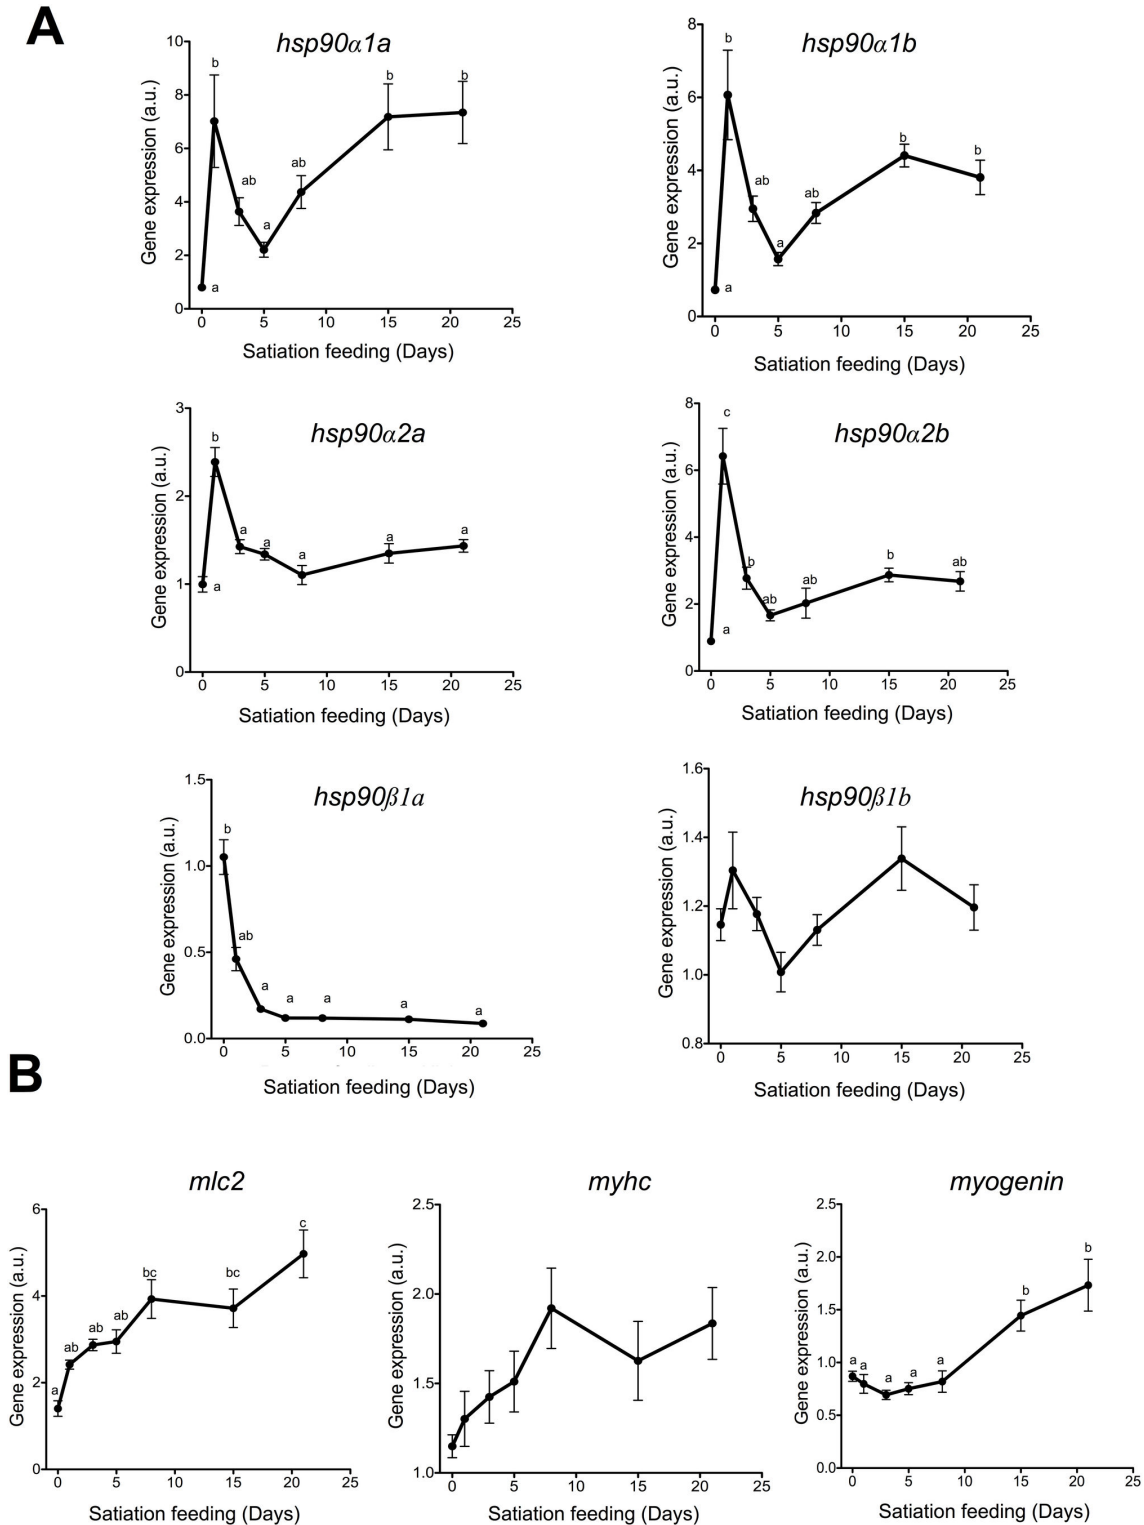 A
hsp90α1a
Gene expression (a.u.)
10
8
6
4
2
0
b
ab
a
ab
b
b
a
0 5 10 15 20 25
Satiation feeding (Days)
hsp90α1b
Gene expression (a.u.)
8
6
4
2
0
b
ab
a
ab
b
b
a
0 5 10 15 20 25
Satiation feeding (Days)
hsp90α2a
Gene expression (a.u.)
3
2
1
0
b
a
a
a
a
a
a
0 5 10 15 20 25
Satiation feeding (Days)
hsp90α2b
Gene expression (a.u.)
8
6
4
2
0
c
b
ab
ab
b
ab
a
0 5 10 15 20 25
Satiation feeding (Days)
hsp90ß1a
Gene expression (a.u.)
1.5
1.0
0.5
0.0
b
ab
a
a
a
a
a
0 5 10 15 20 25
Satiation feeding (Days)
hsp90ß1b
Gene expression (a.u.)
1.6
1.4
1.2
1.0
0.8
0 5 10 15 20 25
Satiation feeding (Days)
B
mlc2
Gene expression (a.u.)
6
4
2
0
a
ab
ab
ab
bc
bc
c
0 5 10 15 20 25
Satiation feeding (Days)
myhc
Gene expression (a.u.)
2.5
2.0
1.5
1.0
0 5 10 15 20 25
Satiation feeding (Days)
myogenin
Gene expression (a.u.)
2.5
2.0
1.5
1.0
0.5
0.0
a
a
a
a
a
b
b
0 5 10 15 20 25
Satiation feeding (Days)